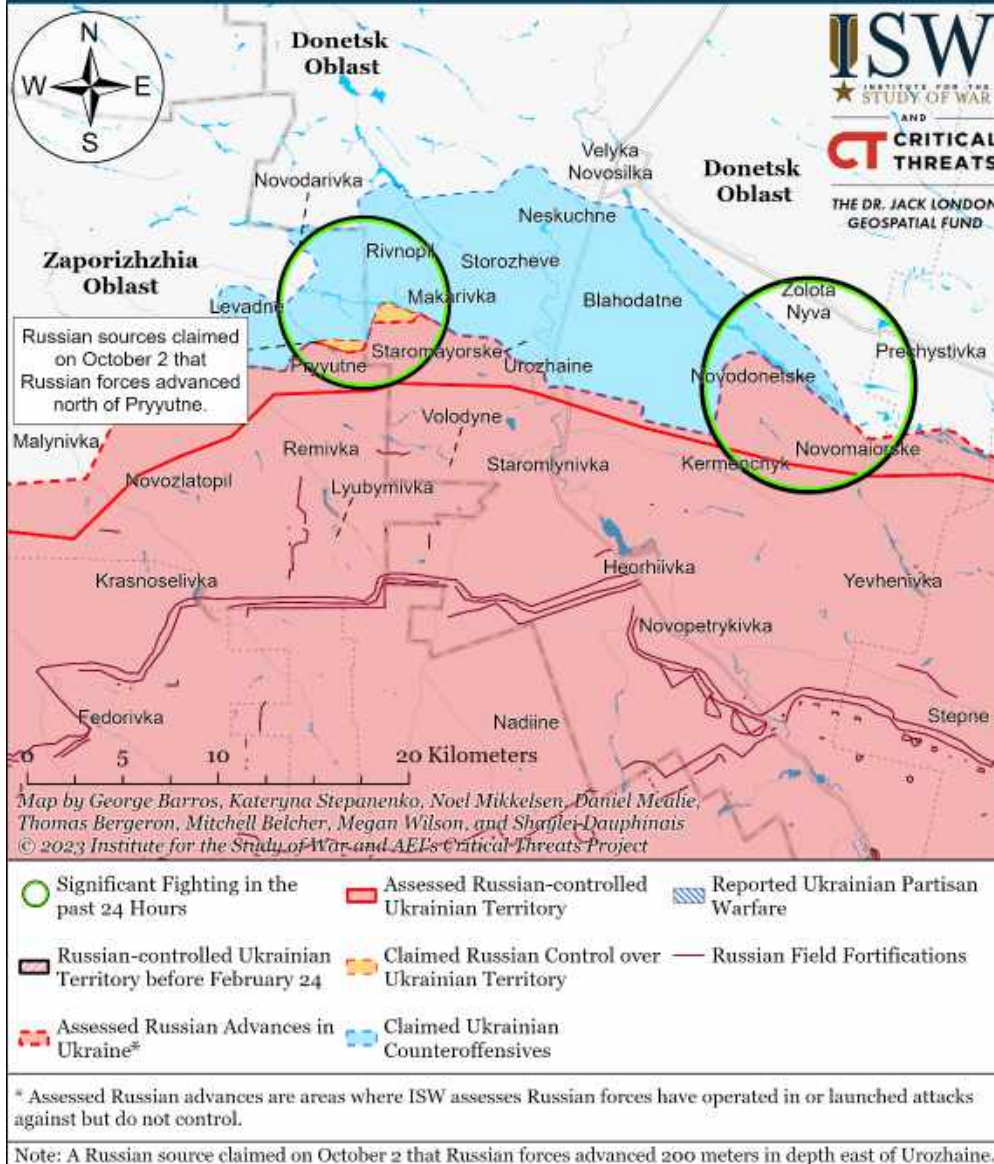 N
W
E
S
Donetsk
Oblast
ISW
INSTITUTE FOR THE
STUDY OF WAR
AND
CT CRITICAL
THREATS
THE DR. JACK LONDON
GEOSPATIAL FUND
Velyka
Novosilka
Donetsk
Oblast
Novodarivka
Neskuchne
Zaporizhzhia
Oblast
Rivnopil
Storozheve
Levadne
Makarivka
Blahodatne
Zolota
Nyva
Russian sources claimed
on October 2 that
Russian forces advanced
north of Pryyutne.
Pryyutne
Staromayorske
Urozhaine
Novodonetske
Prechystivka
Malynivka
Volodyne
Remivka
Novozlatopil
Lyubymivka
Staromlynivka
Kermenchyk
Novomaiorske
Krasnoselivka
Heorhiivka
Yevhenivka
Novopetrykivka
Fedorivka
Nadiine
Stepne
0 5 10 20 Kilometers
Map by George Barros, Kateryna Stepanenko, Noel Mikkelsen, Daniel Mealie,
Thomas Bergeron, Mitchell Belcher, Megan Wilson, and Shaylei Dauphinais
© 2023 Institute for the Study of War and AEI's Critical Threats Project
Significant Fighting in the
past 24 Hours
Assessed Russian-controlled
Ukrainian Territory
Reported Ukrainian Partisan
Warfare
Russian-controlled Ukrainian
Territory before February 24
Claimed Russian Control over
Ukrainian Territory
Russian Field Fortifications
Assessed Russian Advances in
Ukraine*
Claimed Ukrainian
Counteroffensives
* Assessed Russian advances are areas where ISW assesses Russian forces have operated in or launched attacks
against but do not control.
Note: A Russian source claimed on October 2 that Russian forces advanced 200 meters in depth east of Urozhaine.